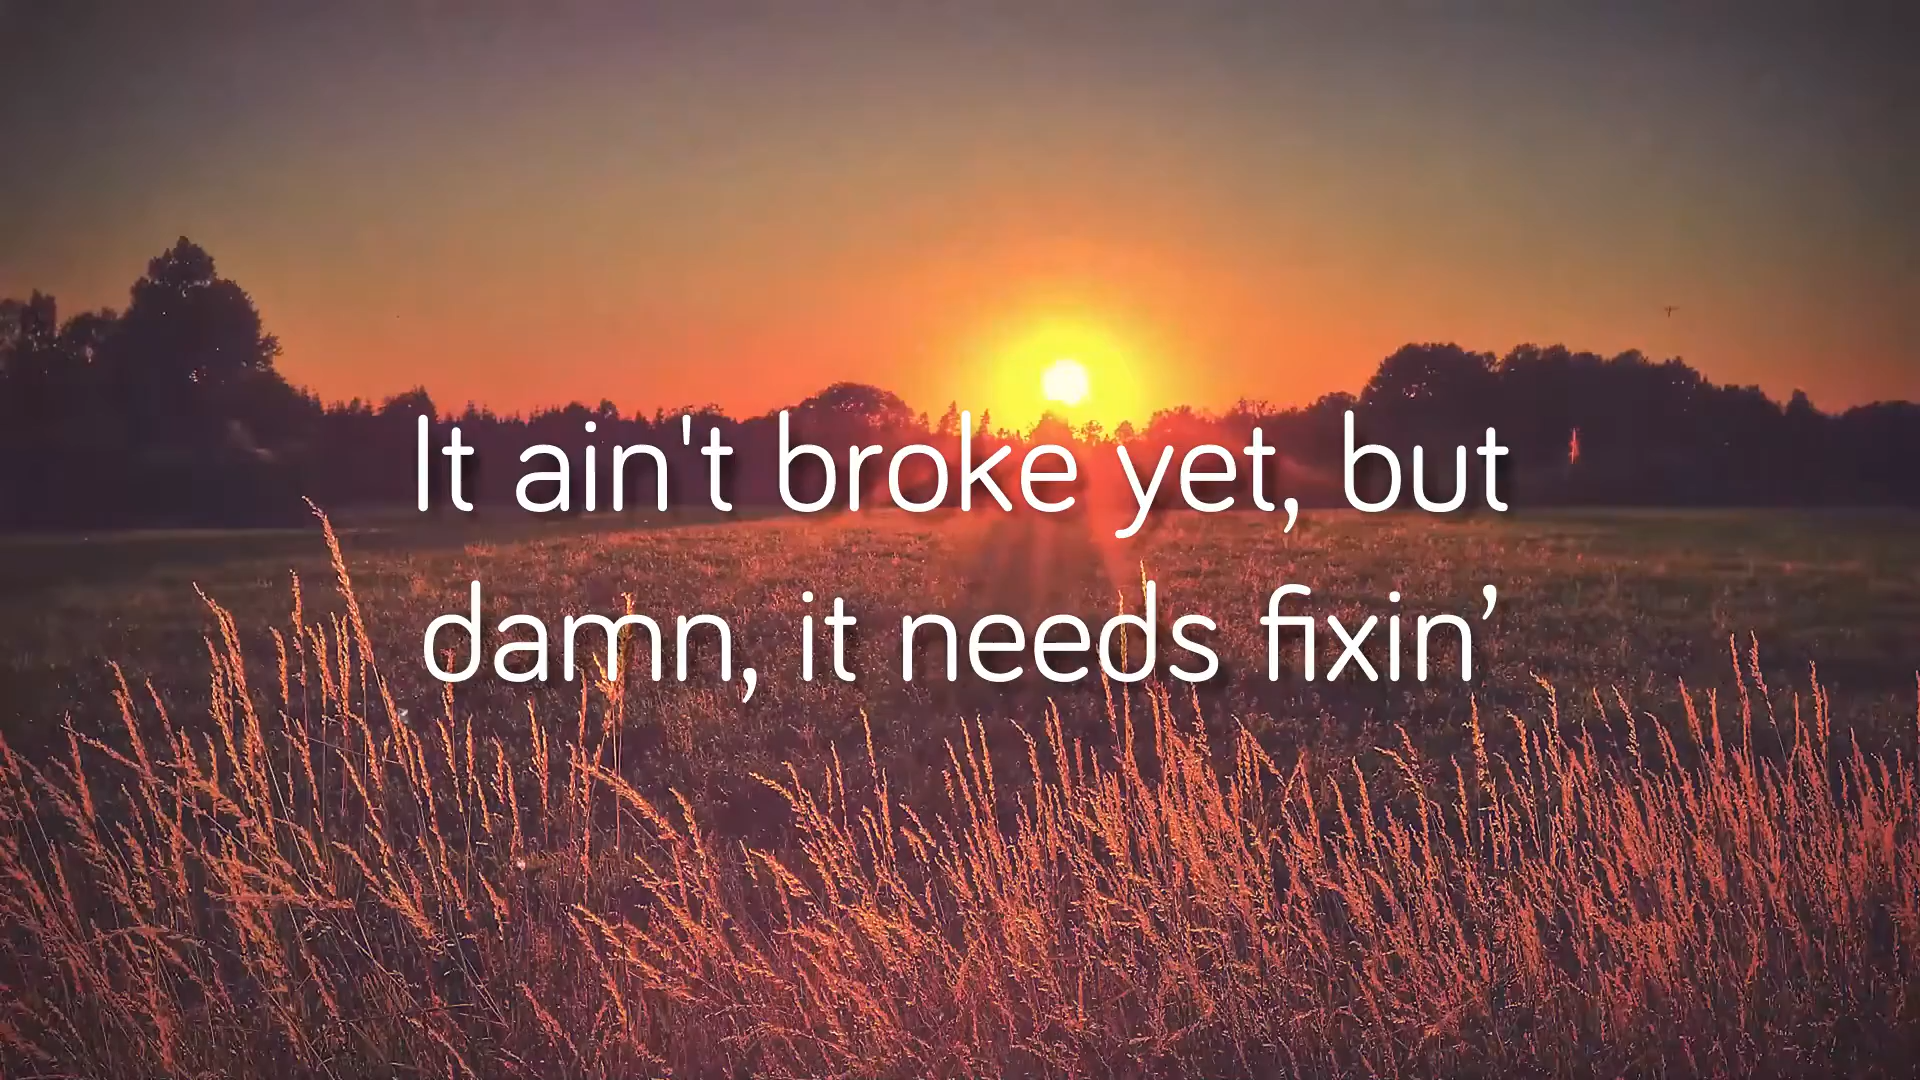 It ain't broke yet, but
damn, it needs fixin’